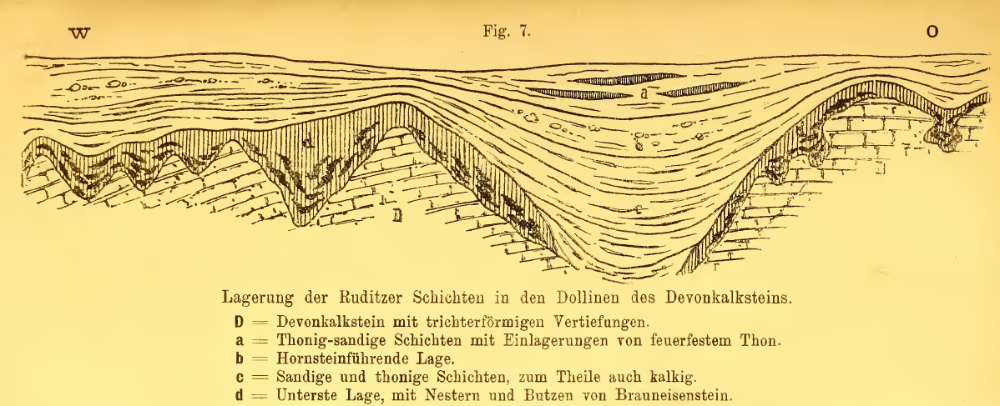 W Fig. 7. O
a
d b
c
D
Lagerung der Ruditzer Schichten in den Dollinen des Devonkalksteins.
D = Devonkalkstein mit trichterförmigen Vertiefungen.
a = Thonig-sandige Schichten mit Einlagerungen von feuerfestem Thon.
b = Hornsteinführende Lage.
c = Sandige und thonige Schichten, zum Theile auch kalkig.
d = Unterste Lage, mit Nestern und Butzen von Brauneisenstein.